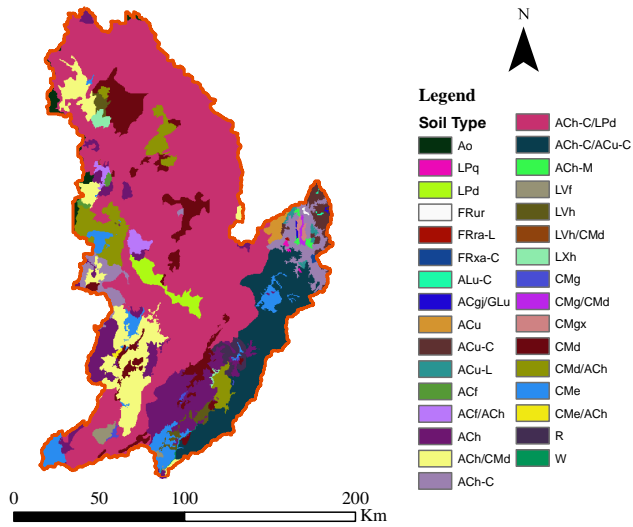 N
Legend
Soil Type
Ao
LPq
LPd
FRur
FRra-L
FRxa-C
ALu-C
ACgj/GLu
ACu
ACu-C
ACu-L
ACf
ACf/ACh
ACh
ACh/CMd
ACh-C
ACh-C/LPd
ACh-C/ACu-C
ACh-M
LVf
LVh
LVh/CMd
LXh
CMg
CMg/CMd
CMgx
CMd
CMd/ACh
CMe
CMe/ACh
R
W
0 50 100 200
Km